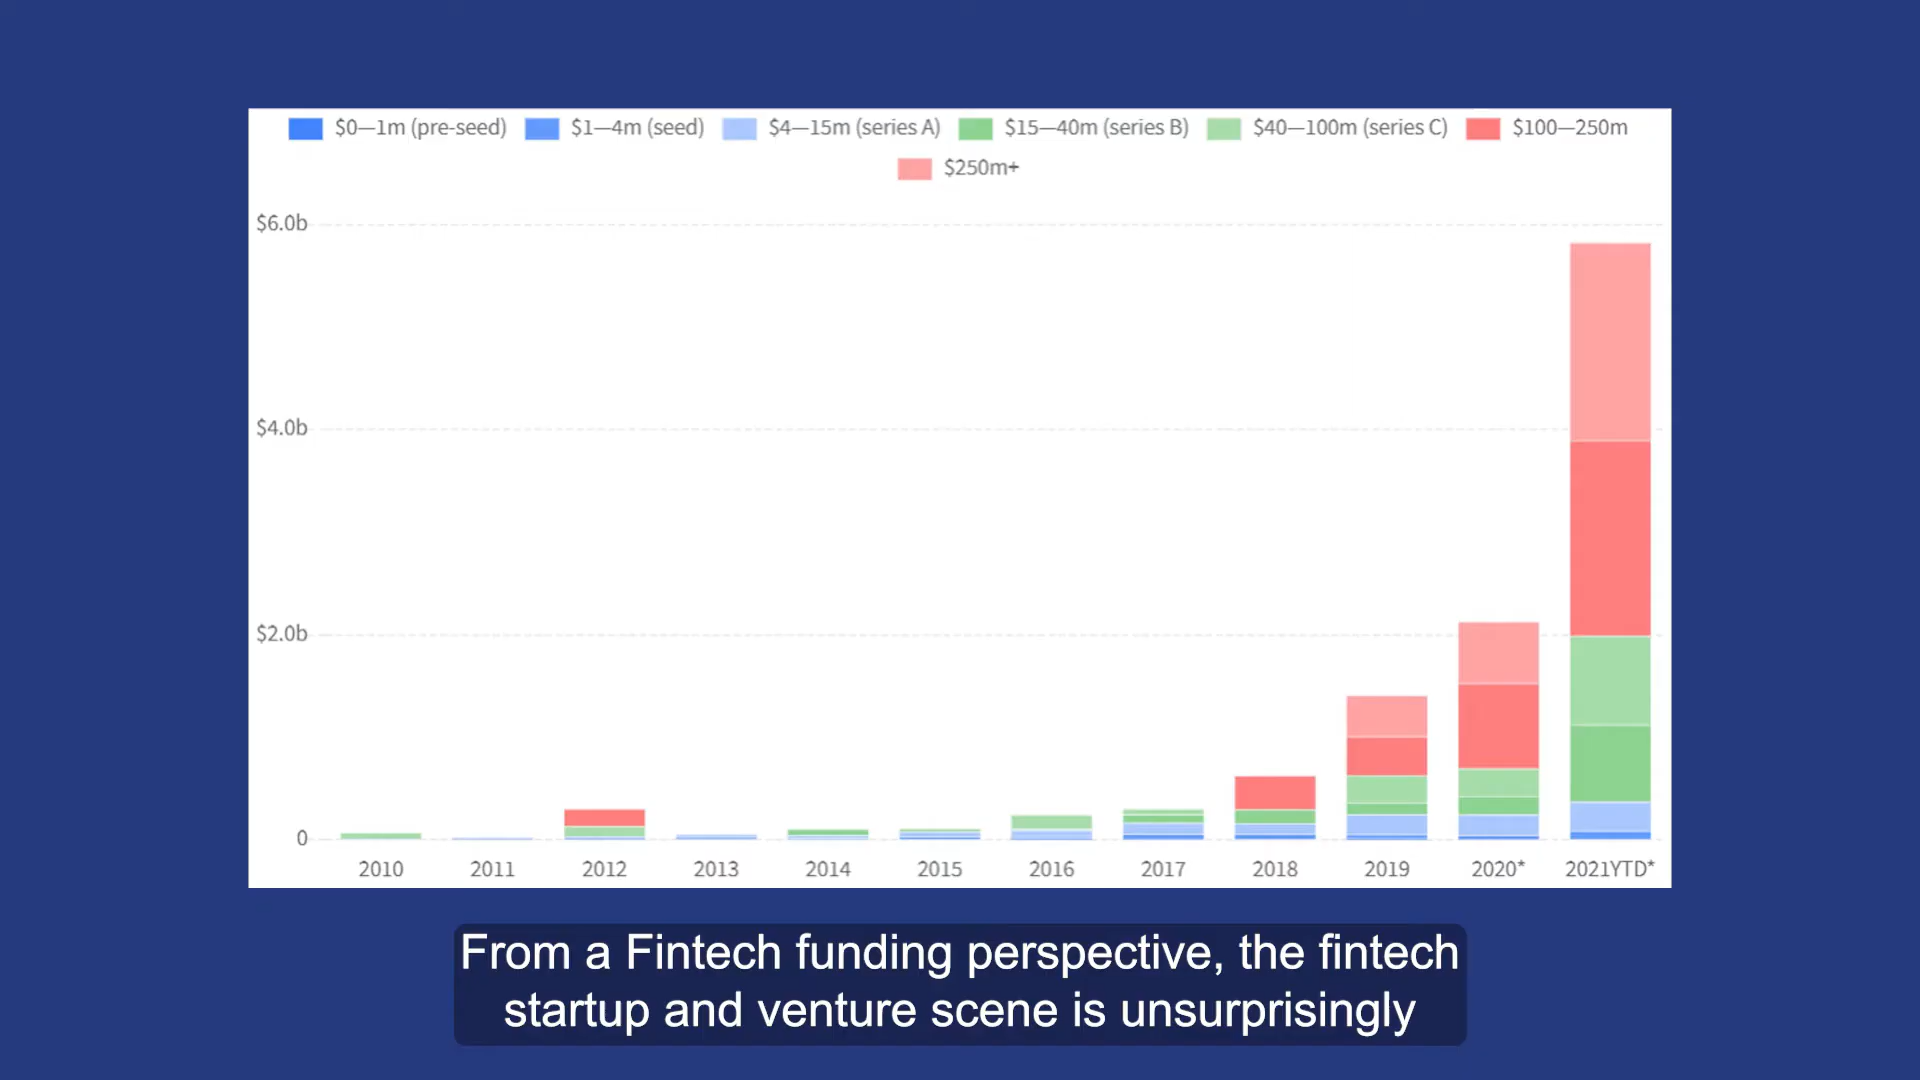 $0—1m (pre-seed) $1—4m (seed) $4—15m (series A) $15—40m (series B) $40—100m (series C) $100—250m
$250m+
$6.0b
$4.0b
$2.0b
0
2010 2011 2012 2013 2014 2015 2016 2017 2018 2019 2020* 2021YTD*
From a Fintech funding perspective, the fintech
startup and venture scene is unsurprisingly